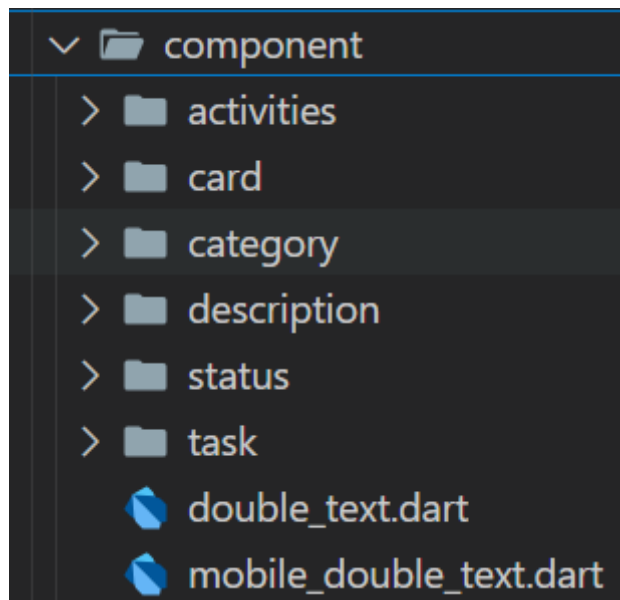 component
activities
card
category
description
status
task
double_text.dart
mobile_double_text.dart